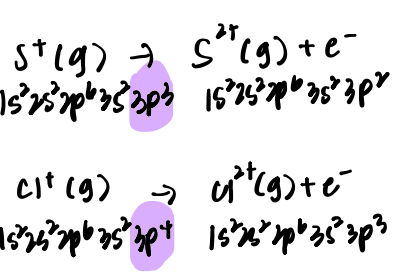 S⁺(g) → S²⁺(g) + e⁻
1s²2s²2p⁶3s²3p³ 1s²2s²2p⁶3s²3p²
Cl⁺(g) → Cl²⁺(g) + e⁻
1s²2s²2p⁶3s²3p⁴ 1s²2s²2p⁶3s²3p³